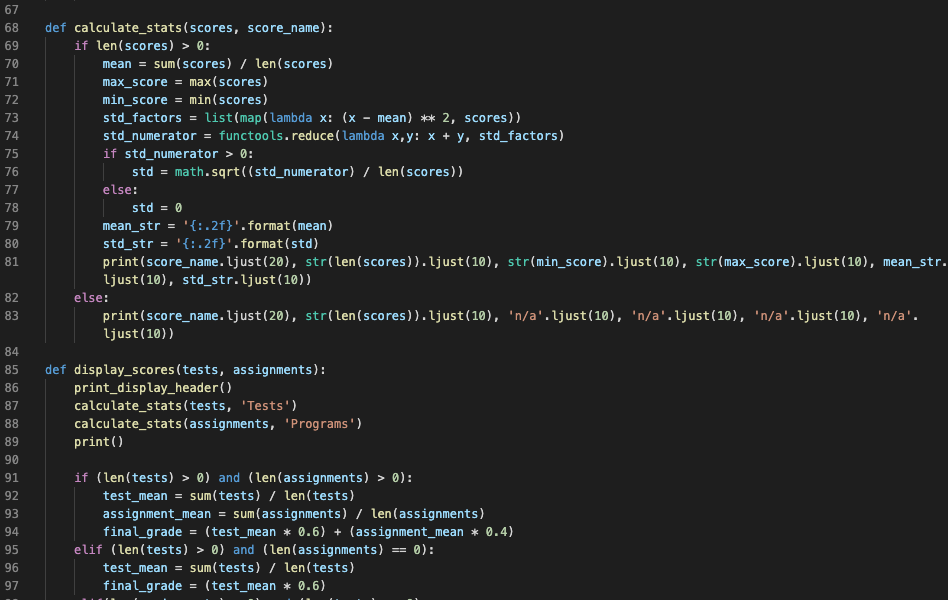 67
68 def calculate_stats(scores, score_name):
69 if len(scores) > 0:
70 mean = sum(scores) / len(scores)
71 max_score = max(scores)
72 min_score = min(scores)
73 std_factors = list(map(lambda x: (x - mean) ** 2, scores))
74 std_numerator = functools.reduce(lambda x,y: x + y, std_factors)
75 if std_numerator > 0:
76 std = math.sqrt((std_numerator) / len(scores))
77 else:
78 std = 0
79 mean_str = '{:.2f}'.format(mean)
80 std_str = '{:.2f}'.format(std)
81 print(score_name.ljust(20), str(len(scores)).ljust(10), str(min_score).ljust(10), str(max_score).ljust(10), mean_str.
ljust(10), std_str.ljust(10))
82 else:
83 print(score_name.ljust(20), str(len(scores)).ljust(10), 'n/a'.ljust(10), 'n/a'.ljust(10), 'n/a'.ljust(10), 'n/a'.
ljust(10))
84
85 def display_scores(tests, assignments):
86 print_display_header()
87 calculate_stats(tests, 'Tests')
88 calculate_stats(assignments, 'Programs')
89 print()
90
91 if (len(tests) > 0) and (len(assignments) > 0):
92 test_mean = sum(tests) / len(tests)
93 assignment_mean = sum(assignments) / len(assignments)
94 final_grade = (test_mean * 0.6) + (assignment_mean * 0.4)
95 elif (len(tests) > 0) and (len(assignments) == 0):
96 test_mean = sum(tests) / len(tests)
97 final_grade = (test_mean * 0.6)